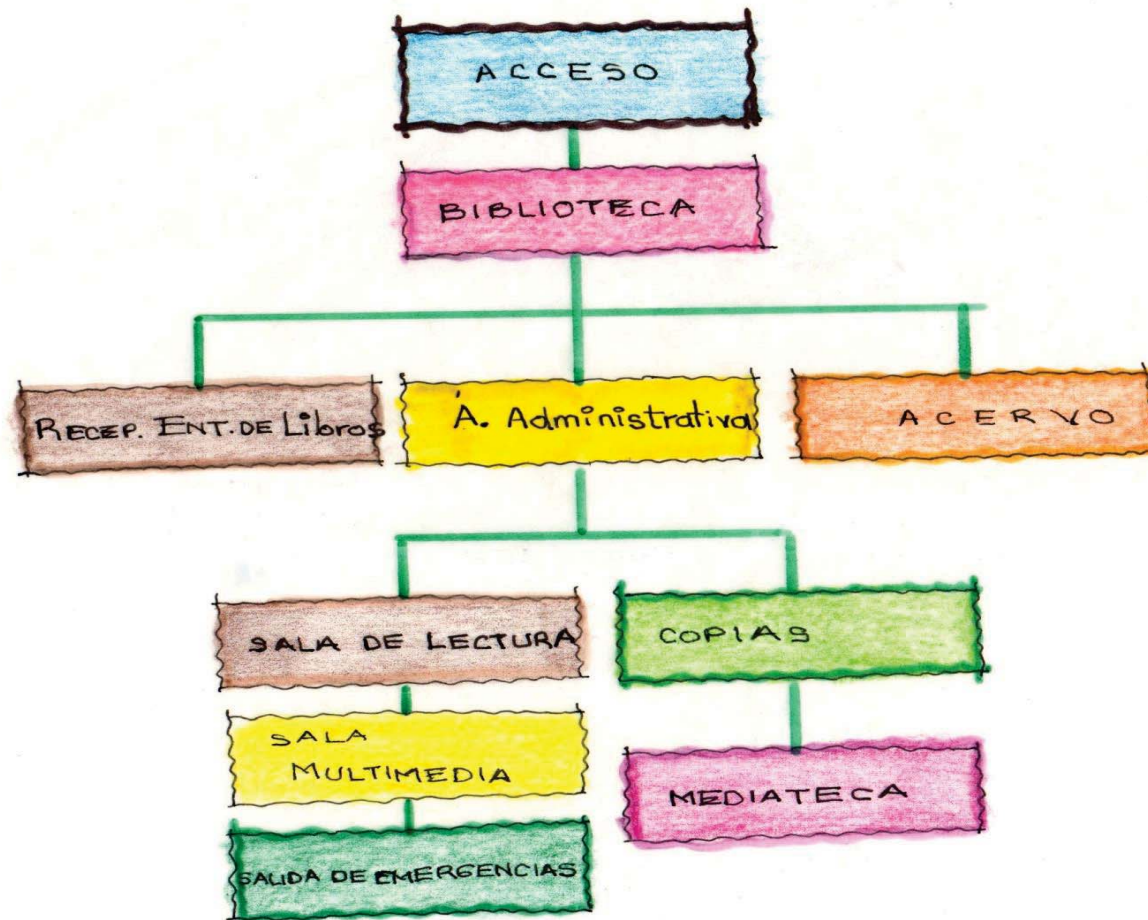 ACCESO
BIBLIOTECA
RECEP. ENT. DE Libros
Á. Administrativa
ACERVO
SALA DE LECTURA
COPIAS
SALA
MULTIMEDIA
MEDIATECA
SALIDA DE EMERGENCIAS